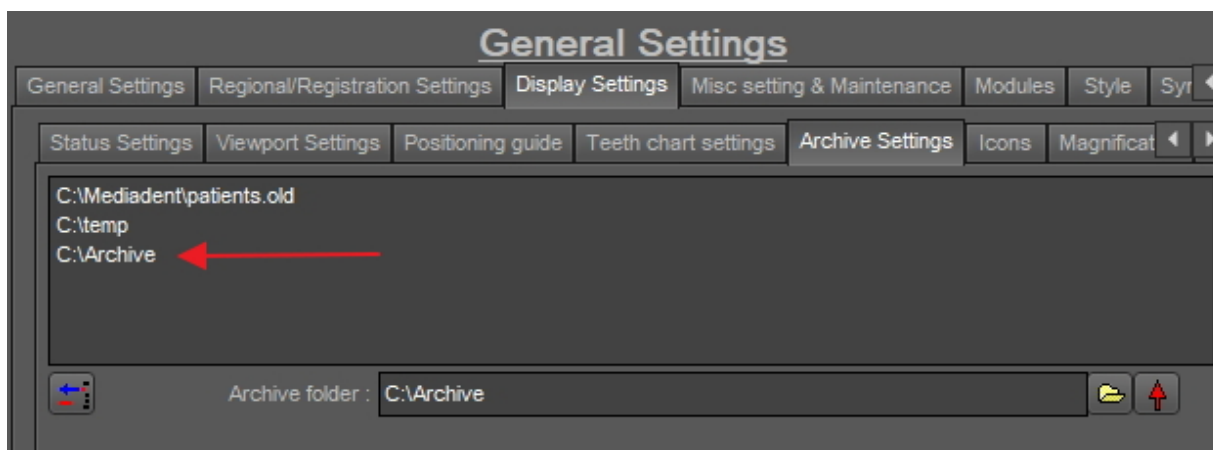 General Settings
General Settings Regional/Registration Settings Display Settings Misc setting & Maintenance Modules Style
Status Settings Viewport Settings Positioning guide Teeth chart settings Archive Settings Icons Magnificat
C:\Mediadent\patients.old
C:\temp
C:\Archive
Archive folder : C:\Archive